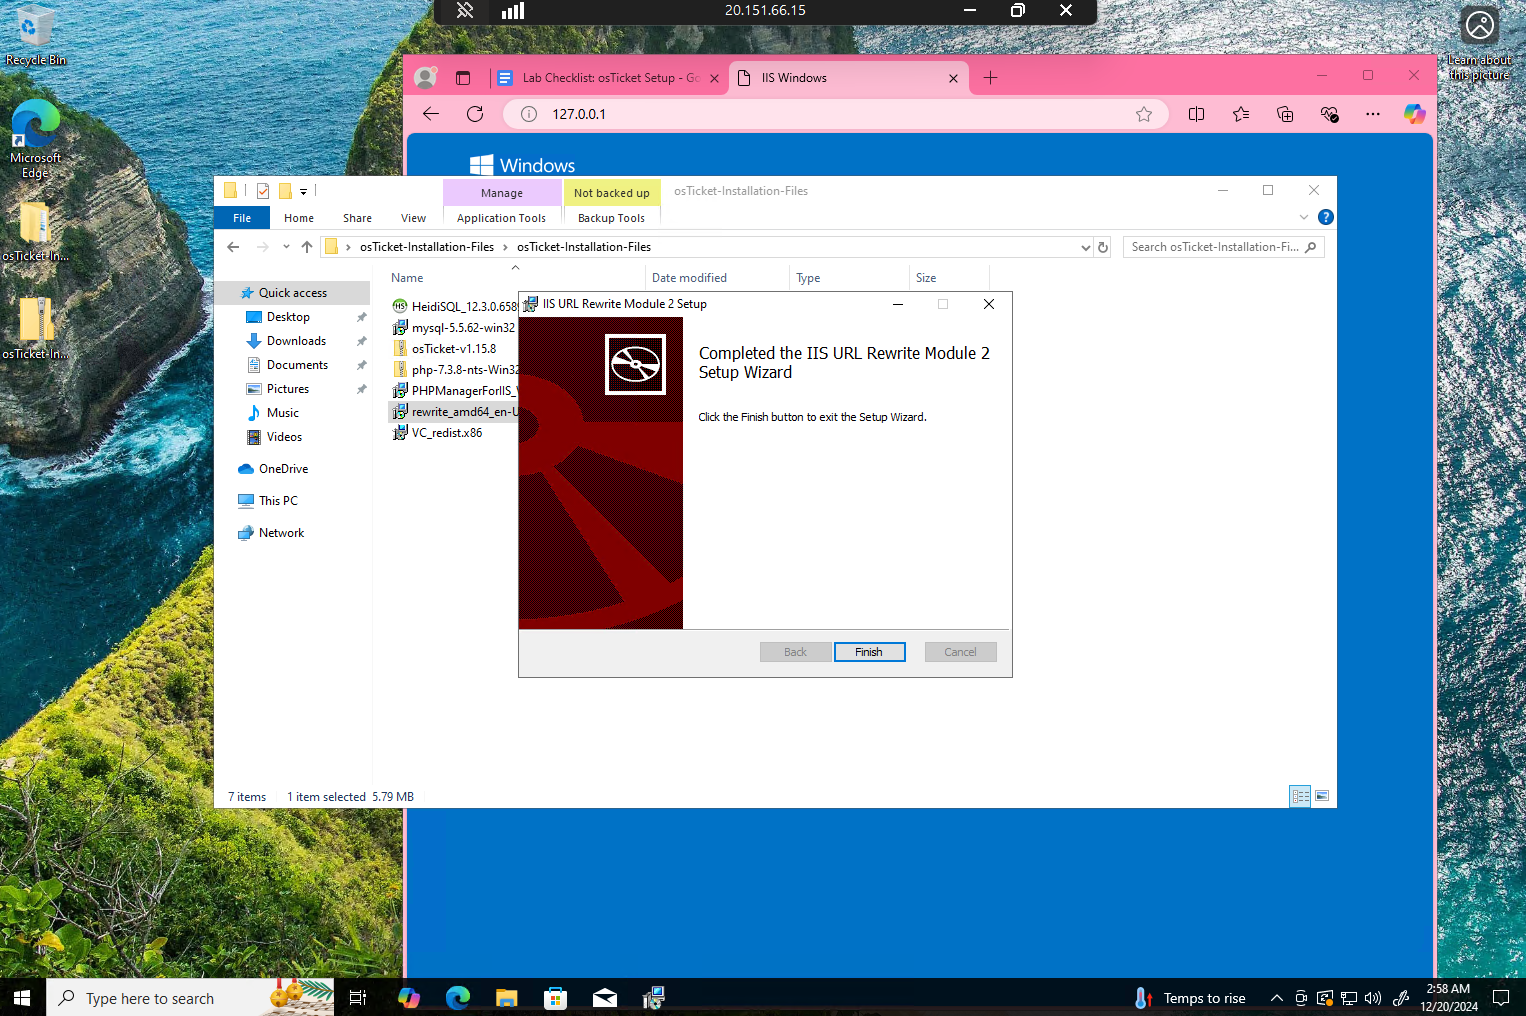 20.151.66.15
Recycle Bin
Microsoft
Edge
osTicket-In...
osTicket-In...
Learn about
this picture
Lab Checklist: osTicket Setup - Go
IIS Windows
127.0.0.1
Windows
Manage
Not backed up
osTicket-Installation-Files
File
Home
Share
View
Application Tools
Backup Tools
osTicket-Installation-Files > osTicket-Installation-Files
Search osTicket-Installation-Fi...
Name
Date modified
Type
Size
Quick access
Desktop
Downloads
Documents
Pictures
Music
Videos
OneDrive
This PC
Network
HeidiSQL_12.3.0.658
mysql-5.5.62-win32
osTicket-v1.15.8
php-7.3.8-nts-Win32
PHPManagerForIIS_
rewrite_amd64_en-U
VC_redist.x86
IIS URL Rewrite Module 2 Setup
Completed the IIS URL Rewrite Module 2
Setup Wizard
Click the Finish button to exit the Setup Wizard.
Back
Finish
Cancel
7 items
1 item selected 5.79 MB
Type here to search
Temps to rise
2:58 AM
12/20/2024